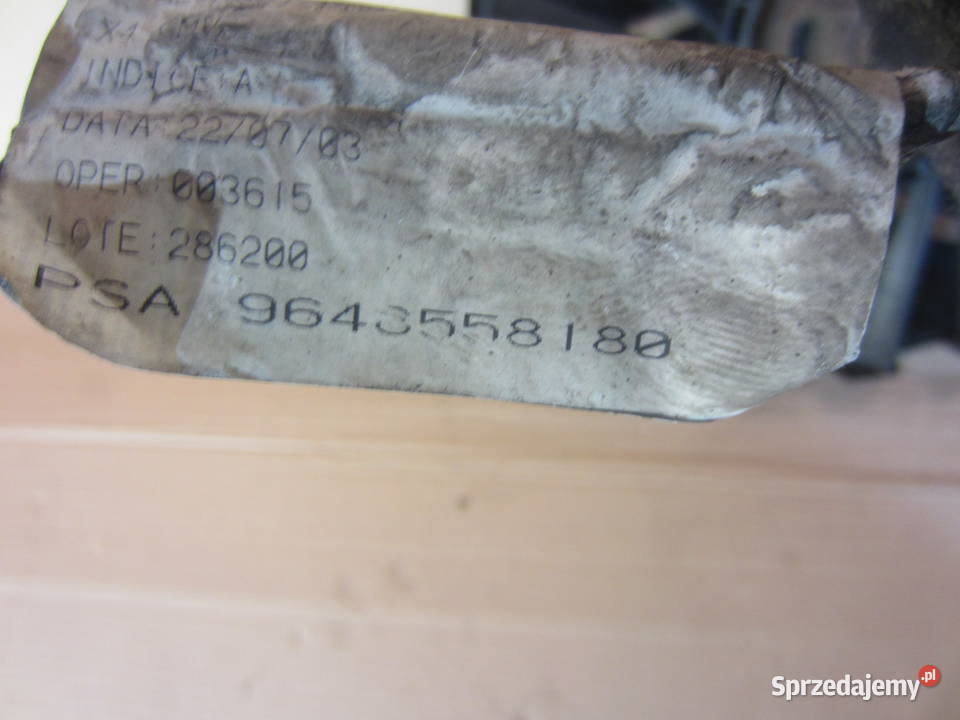 INDICE:A
DATA:22/07/03
OPER:003615
LOTE:286200
PSA 9643558180
Sprzedajemy.pl